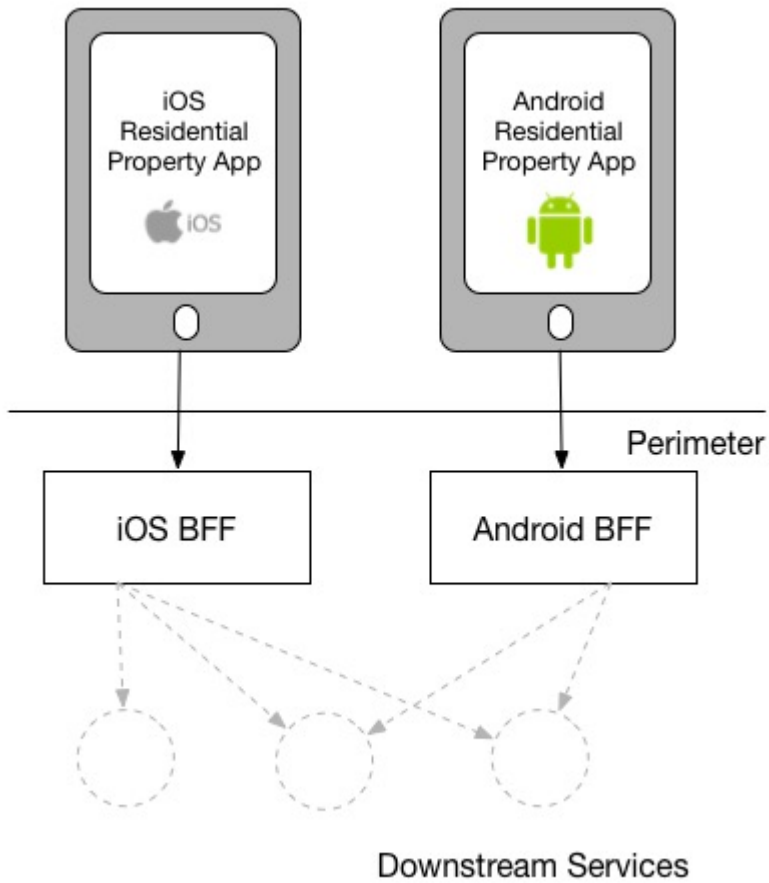 iOS
Residential
Property App
iOS
Android
Residential
Property App
Perimeter
iOS BFF
Android BFF
Downstream Services